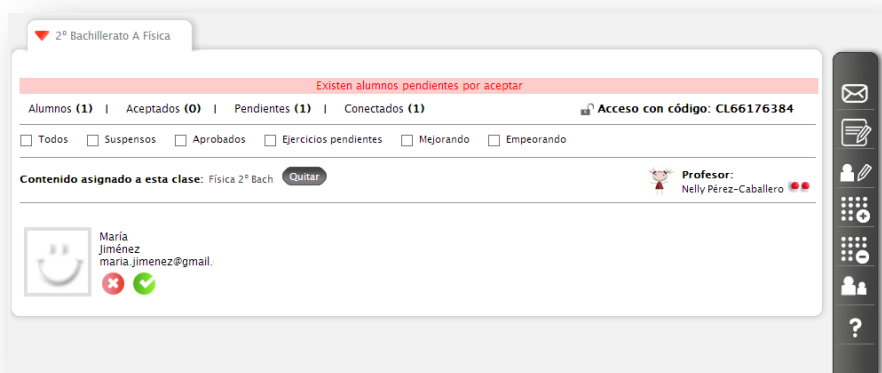 2º Bachillerato A Física
Existen alumnos pendientes por aceptar
Alumnos (1) | Aceptados (0) | Pendientes (1) | Conectados (1) Acceso con código: CL66176384
Todos Suspensos Aprobados Ejercicios pendientes Mejorando Empeorando
Contenido asignado a esta clase: Física 2º Bach Quitar
Profesor:
Nelly Pérez-Caballero
María
Jiménez
maria.jimenez@gmail.
?